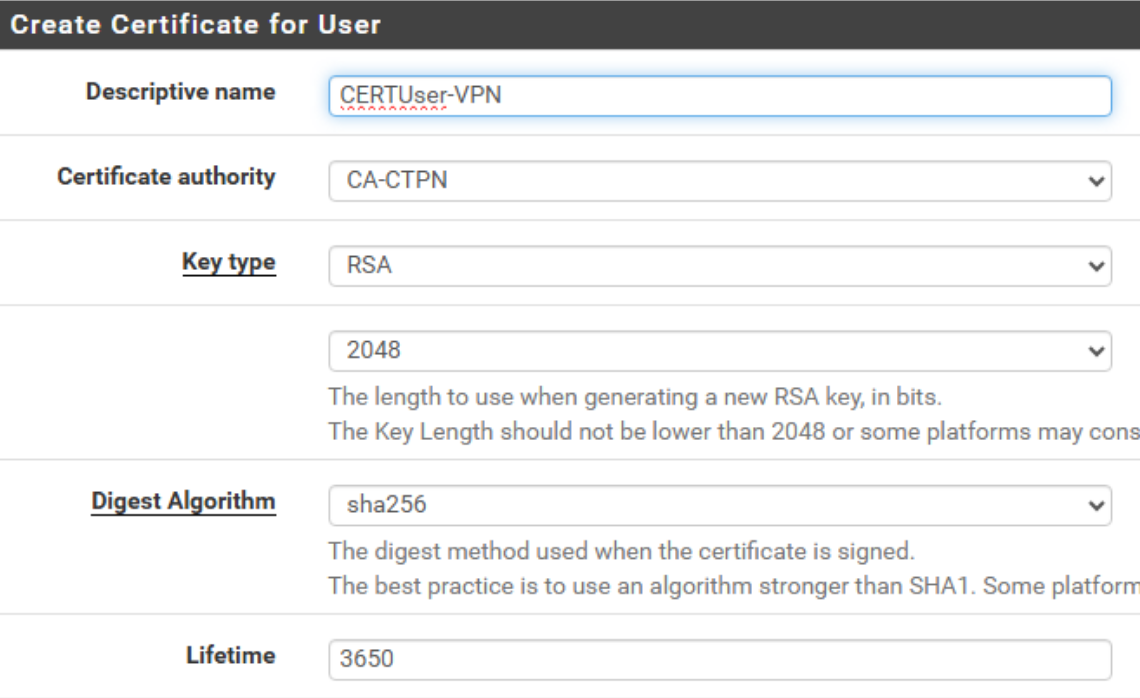 Create Certificate for User
Descriptive name CERTUser-VPN
Certificate authority CA-CTPN
Key type RSA
2048
The length to use when generating a new RSA key, in bits.
The Key Length should not be lower than 2048 or some platforms may cons
Digest Algorithm sha256
The digest method used when the certificate is signed.
The best practice is to use an algorithm stronger than SHA1. Some platform
Lifetime 3650